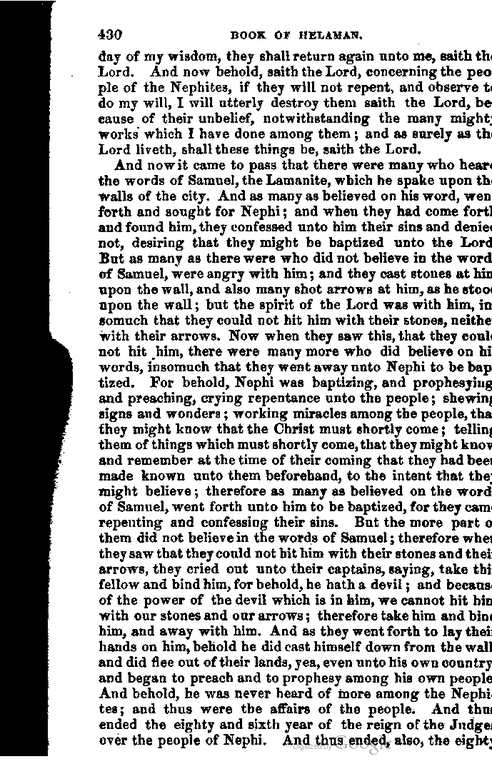 430 BOOK OF HELAMAN.
day of my wisdom, they shall return again unto me, saith th
Lord. And now behold, saith the Lord, concerning the peo
ple of the Nephites, if they will not repent, and observe t
do my will, I will utterly destroy them saith the Lord, be
cause of their unbelief, notwithstanding the many might
works which I have done among them; and as surely as th
Lord liveth, shall these things be, saith the Lord.
And now it came to pass that there were many who hear
the words of Samuel, the Lamanite, which he spake upon th
walls of the city. And as many as believed on his word, wen
forth and sought for Nephi; and when they had come fort
and found him, they confessed unto him their sins and denie
not, desiring that they might be baptized unto the Lord
But as many as there were who did not believe in the word
of Samuel, were angry with him; and they cast stones at him
upon the wall, and also many shot arrows at him, as he stoo
upon the wall; but the spirit of the Lord was with him, in
somuch that they could not hit him with their stones, neithe
with their arrows. Now when they saw this, that they coul
not hit him, there were many more who did believe on hi
words, insomuch that they went away unto Nephi to be bap
tized. For behold, Nephi was baptizing, and prophesying
and preaching, crying repentance unto the people; shewing
signs and wonders; working miracles among the people, tha
they might know that the Christ must shortly come; telling
them of things which must shortly come, that they might know
and remember at the time of their coming that they had bee
made known unto them beforehand, to the intent that the
might believe; therefore as many as believed on the word
of Samuel, went forth unto him to be baptized, for they cam
repenting and confessing their sins. But the more part o
them did not believe in the words of Samuel; therefore whe
they saw that they could not hit him with their stones and thei
arrows, they cried out unto their captains, saying, take thi
fellow and bind him, for behold, he hath a devil; and becaus
of the power of the devil which is in him, we cannot hit him
with our stones and our arrows; therefore take him and bin
him, and away with him. And as they went forth to lay thei
hands on him, behold he did cast himself down from the wall
and did flee out of their lands, yea, even unto his own country
and began to preach and to prophesy among his own people
And behold, he was never heard of more among the Nephi
tes; and thus were the affairs of the people. And thu
ended the eighty and sixth year of the reign of the Judge
over the people of Nephi. And thus ended, also, the eight
Google